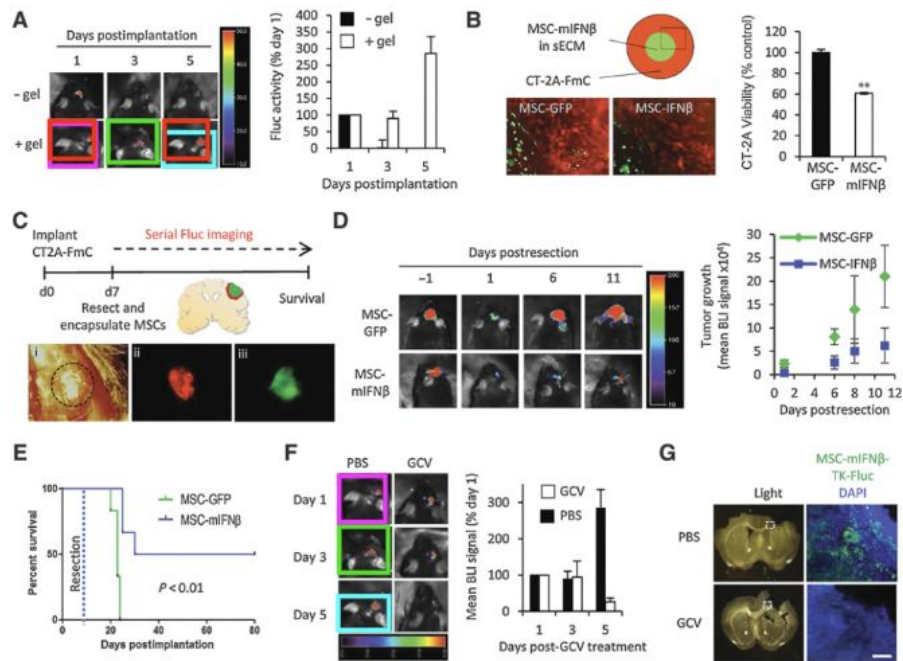 A
Days postimplantation
1 3 5
– gel
+ gel
Fluc activity (% day 1)
400
350
300
250
200
150
100
50
0
– gel
+ gel
1 3 5
Days postimplantation
B
MSC-mIFNβ
in sECM
CT-2A-FmC
MSC-GFP
MSC-IFNβ
CT-2A Viability (% control)
120
100
80
60
40
20
0
**
MSC-
GFP
MSC-
mIFNβ
C
Implant
CT2A-FmC
Serial Fluc imaging
d0
d7
Resect and
encapsulate MSCs
Survival
i
ii
iii
D
Days postresection
–1 1 6 11
MSC-
GFP
MSC-
mIFNβ
Tumor growth
(mean BLI signal x10⁴)
30
25
20
15
10
5
0
MSC-GFP
MSC-IFNβ
0 2 4 6 8 10 12
Days postresection
E
Percent survival
100
50
0
Resection
MSC-GFP
MSC-mIFNβ
P < 0.01
0 20 40 60 80
Days postimplantation
F
PBS GCV
Day 1
Day 3
Day 5
Mean BLI signal (% day 1)
300
200
100
0
GCV
PBS
1 3 5
Days post-GCV treatment
G
MSC-mIFNβ-
TK-Fluc
Light
DAPI
PBS
GCV